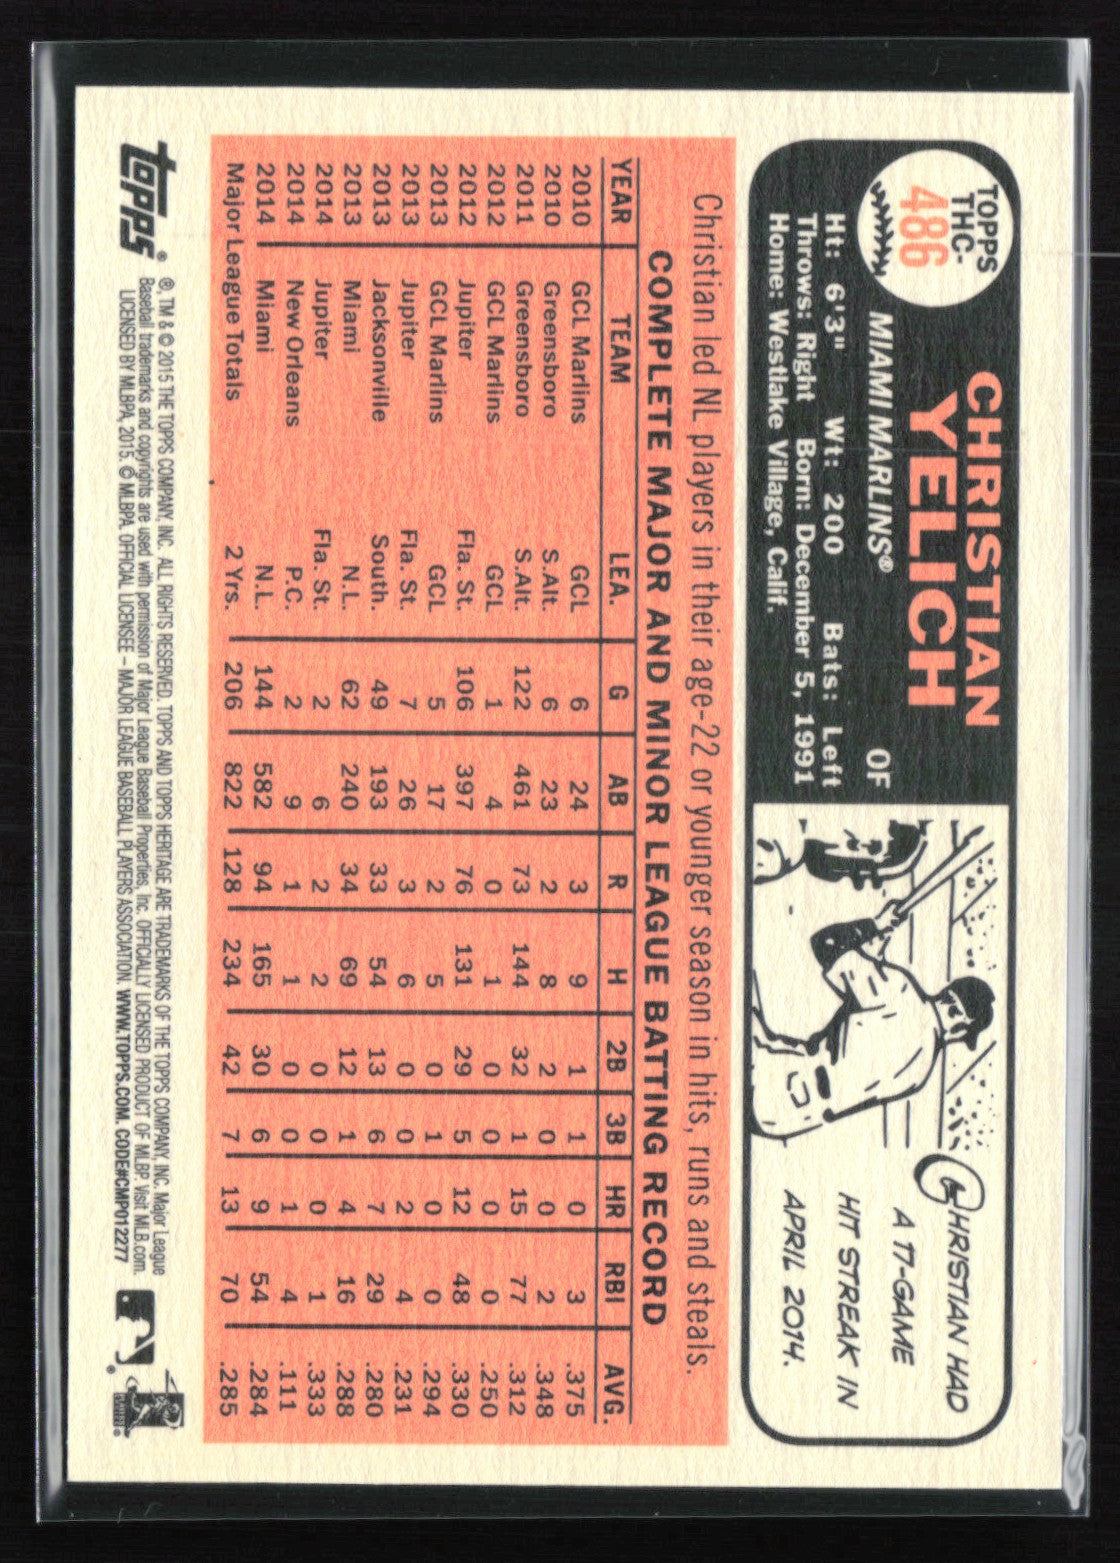 TOPPS
THC-
486
CHRISTIAN
YELICH
MIAMI MARLINS® OF
Ht: 6'3" Wt: 200 Bats: Left
Throws: Right Born: December 5, 1991
Home: Westlake Village, Calif.
CHRISTIAN HAD
A 17-GAME
HIT STREAK IN
APRIL 2014.
Christian led NL players in their age-22 or younger season in hits, runs and steals.
COMPLETE MAJOR AND MINOR LEAGUE BATTING RECORD
YEAR TEAM LEA. G AB R H 2B 3B HR RBI AVG.
2010 GCL Marlins GCL 6 24 3 9 1 1 0 3 .375
2010 Greensboro S.Alt. 6 23 2 8 2 0 0 2 .348
2011 Greensboro S.Alt. 122 461 73 144 32 1 15 77 .312
2012 GCL Marlins GCL 1 4 0 1 0 0 0 0 .250
2012 Jupiter Fla. St. 106 397 76 131 29 5 12 48 .330
2013 GCL Marlins GCL 5 17 2 5 0 1 0 0 .294
2013 Jupiter Fla. St. 7 26 3 6 0 0 2 4 .231
2013 Jacksonville South. 49 193 33 54 13 6 7 29 .280
2013 Miami N.L. 62 240 34 69 12 1 4 16 .288
2014 Jupiter Fla. St. 2 6 2 2 0 0 0 1 .333
2014 New Orleans P.C. 2 9 1 1 0 0 1 4 .111
2014 Miami N.L. 144 582 94 165 30 6 9 54 .284
Major League Totals 2 Yrs. 206 822 128 234 42 7 13 70 .285
topps®
®, TM & © 2015 THE TOPPS COMPANY, INC. ALL RIGHTS RESERVED. TOPPS AND TOPPS HERITAGE ARE TRADEMARKS OF THE TOPPS COMPANY, INC. Major League
Baseball trademarks and copyrights are used with permission of Major League Baseball Properties, Inc. OFFICIALLY LICENSED PRODUCT OF MLBP. Visit MLB.com.
LICENSED BY MLBPA, 2015. © MLBPA, OFFICIAL LICENSEE – MAJOR LEAGUE BASEBALL PLAYERS ASSOCIATION. WWW.TOPPS.COM. CODE#CMP012277